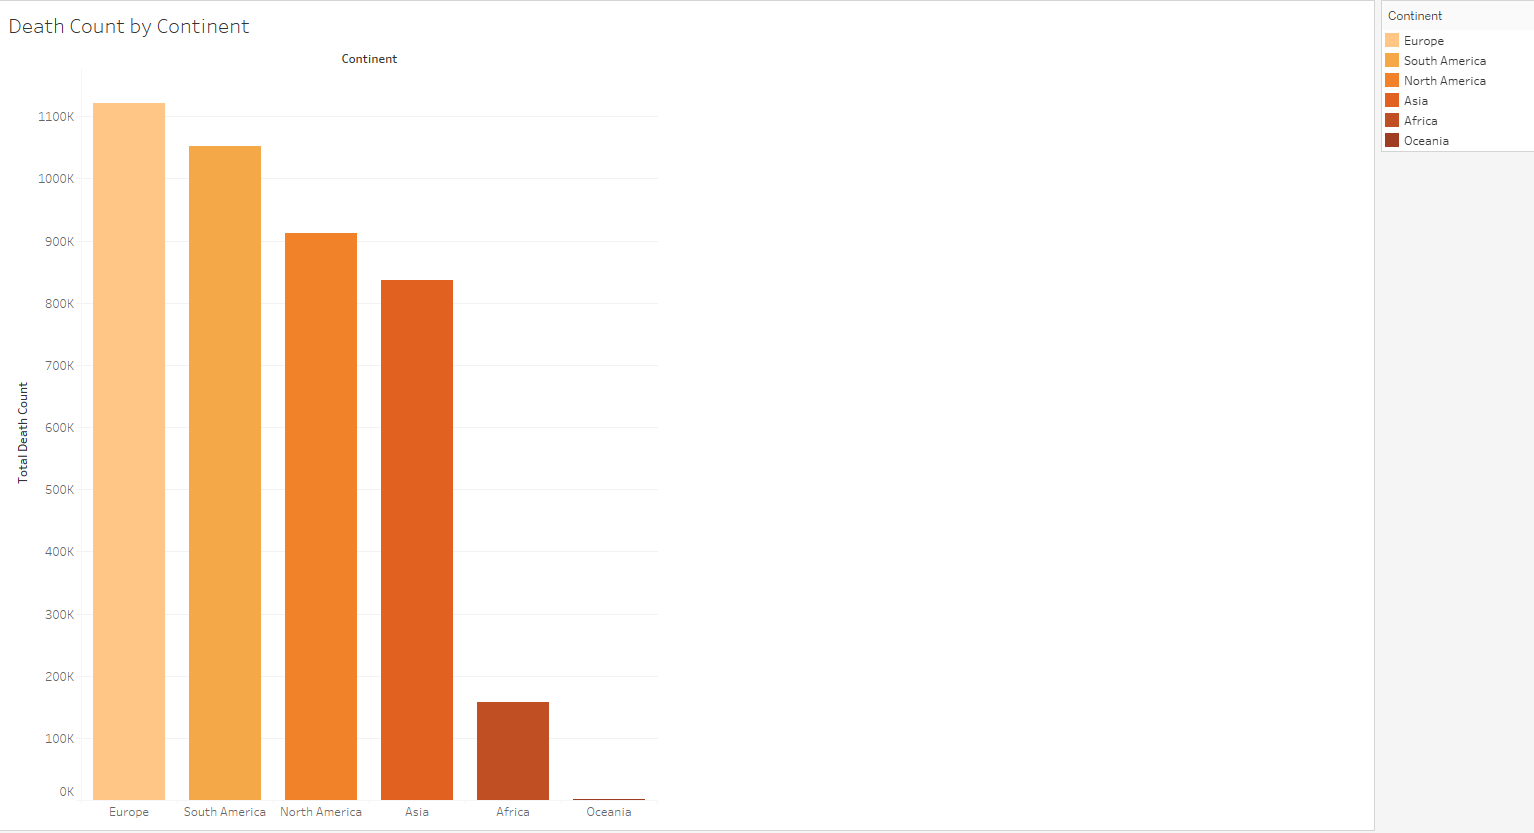 Death Count by Continent
Continent
1100K
1000K
900K
800K
700K
600K
500K
400K
300K
200K
100K
0K
Total Death Count
Europe
South America
North America
Asia
Africa
Oceania
Continent
Europe
South America
North America
Asia
Africa
Oceania